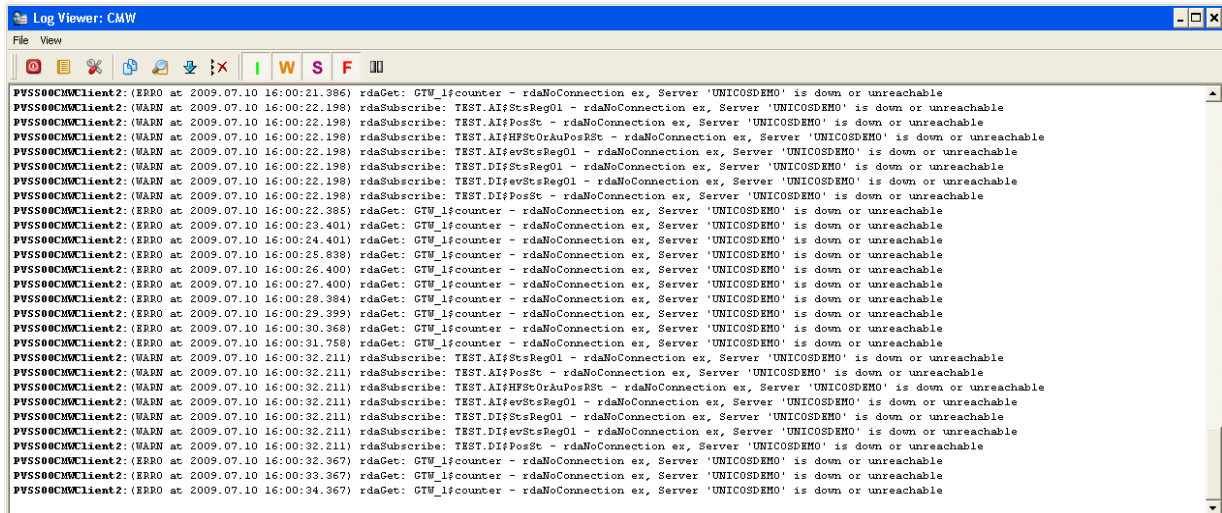 Log Viewer: CMW
File View
I W S F
PVSS00CMWClient2:(ERRO at 2009.07.10 16:00:21.386) rdaGet: GTW_1$counter - rdaNoConnection ex, Server 'UNICOSDEMO' is down or unreachable
PVSS00CMWClient2:(WARN at 2009.07.10 16:00:22.198) rdaSubscribe: TEST.AI$StsReg01 - rdaNoConnection ex, Server 'UNICOSDEMO' is down or unreachable
PVSS00CMWClient2:(WARN at 2009.07.10 16:00:22.198) rdaSubscribe: TEST.AI$PosSt - rdaNoConnection ex, Server 'UNICOSDEMO' is down or unreachable
PVSS00CMWClient2:(WARN at 2009.07.10 16:00:22.198) rdaSubscribe: TEST.AI$HFStOrAuPosRSt - rdaNoConnection ex, Server 'UNICOSDEMO' is down or unreachable
PVSS00CMWClient2:(WARN at 2009.07.10 16:00:22.198) rdaSubscribe: TEST.AI$evStsReg01 - rdaNoConnection ex, Server 'UNICOSDEMO' is down or unreachable
PVSS00CMWClient2:(WARN at 2009.07.10 16:00:22.198) rdaSubscribe: TEST.DI$StsReg01 - rdaNoConnection ex, Server 'UNICOSDEMO' is down or unreachable
PVSS00CMWClient2:(WARN at 2009.07.10 16:00:22.198) rdaSubscribe: TEST.DI$evStsReg01 - rdaNoConnection ex, Server 'UNICOSDEMO' is down or unreachable
PVSS00CMWClient2:(WARN at 2009.07.10 16:00:22.198) rdaSubscribe: TEST.DI$PosSt - rdaNoConnection ex, Server 'UNICOSDEMO' is down or unreachable
PVSS00CMWClient2:(ERRO at 2009.07.10 16:00:22.385) rdaGet: GTW_1$counter - rdaNoConnection ex, Server 'UNICOSDEMO' is down or unreachable
PVSS00CMWClient2:(ERRO at 2009.07.10 16:00:23.401) rdaGet: GTW_1$counter - rdaNoConnection ex, Server 'UNICOSDEMO' is down or unreachable
PVSS00CMWClient2:(ERRO at 2009.07.10 16:00:24.401) rdaGet: GTW_1$counter - rdaNoConnection ex, Server 'UNICOSDEMO' is down or unreachable
PVSS00CMWClient2:(ERRO at 2009.07.10 16:00:25.838) rdaGet: GTW_1$counter - rdaNoConnection ex, Server 'UNICOSDEMO' is down or unreachable
PVSS00CMWClient2:(ERRO at 2009.07.10 16:00:26.400) rdaGet: GTW_1$counter - rdaNoConnection ex, Server 'UNICOSDEMO' is down or unreachable
PVSS00CMWClient2:(ERRO at 2009.07.10 16:00:27.400) rdaGet: GTW_1$counter - rdaNoConnection ex, Server 'UNICOSDEMO' is down or unreachable
PVSS00CMWClient2:(ERRO at 2009.07.10 16:00:28.384) rdaGet: GTW_1$counter - rdaNoConnection ex, Server 'UNICOSDEMO' is down or unreachable
PVSS00CMWClient2:(ERRO at 2009.07.10 16:00:29.399) rdaGet: GTW_1$counter - rdaNoConnection ex, Server 'UNICOSDEMO' is down or unreachable
PVSS00CMWClient2:(ERRO at 2009.07.10 16:00:30.368) rdaGet: GTW_1$counter - rdaNoConnection ex, Server 'UNICOSDEMO' is down or unreachable
PVSS00CMWClient2:(ERRO at 2009.07.10 16:00:31.758) rdaGet: GTW_1$counter - rdaNoConnection ex, Server 'UNICOSDEMO' is down or unreachable
PVSS00CMWClient2:(WARN at 2009.07.10 16:00:32.211) rdaSubscribe: TEST.AI$StsReg01 - rdaNoConnection ex, Server 'UNICOSDEMO' is down or unreachable
PVSS00CMWClient2:(WARN at 2009.07.10 16:00:32.211) rdaSubscribe: TEST.AI$PosSt - rdaNoConnection ex, Server 'UNICOSDEMO' is down or unreachable
PVSS00CMWClient2:(WARN at 2009.07.10 16:00:32.211) rdaSubscribe: TEST.AI$HFStOrAuPosRSt - rdaNoConnection ex, Server 'UNICOSDEMO' is down or unreachable
PVSS00CMWClient2:(WARN at 2009.07.10 16:00:32.211) rdaSubscribe: TEST.AI$evStsReg01 - rdaNoConnection ex, Server 'UNICOSDEMO' is down or unreachable
PVSS00CMWClient2:(WARN at 2009.07.10 16:00:32.211) rdaSubscribe: TEST.DI$StsReg01 - rdaNoConnection ex, Server 'UNICOSDEMO' is down or unreachable
PVSS00CMWClient2:(WARN at 2009.07.10 16:00:32.211) rdaSubscribe: TEST.DI$evStsReg01 - rdaNoConnection ex, Server 'UNICOSDEMO' is down or unreachable
PVSS00CMWClient2:(WARN at 2009.07.10 16:00:32.211) rdaSubscribe: TEST.DI$PosSt - rdaNoConnection ex, Server 'UNICOSDEMO' is down or unreachable
PVSS00CMWClient2:(ERRO at 2009.07.10 16:00:32.367) rdaGet: GTW_1$counter - rdaNoConnection ex, Server 'UNICOSDEMO' is down or unreachable
PVSS00CMWClient2:(ERRO at 2009.07.10 16:00:33.367) rdaGet: GTW_1$counter - rdaNoConnection ex, Server 'UNICOSDEMO' is down or unreachable
PVSS00CMWClient2:(ERRO at 2009.07.10 16:00:34.367) rdaGet: GTW_1$counter - rdaNoConnection ex, Server 'UNICOSDEMO' is down or unreachable